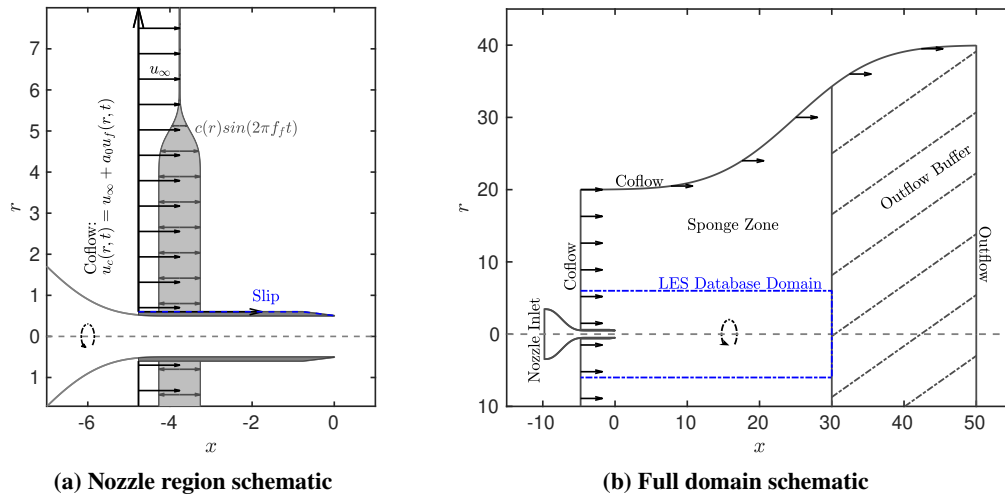 7
6
5
4
3
2
1
0
1
r
-6
-4
-2
0
x
u∞
c(r)sin(2πf_f t)
Coflow:
u_c(r, t) = u∞ + a₀u_f(r, t)
Slip
(a) Nozzle region schematic
40
30
20
10
0
10
r
-10
0
10
20
30
40
50
x
Coflow
Coflow
Sponge Zone
LES Database Domain
Nozzle Inlet
Outflow Buffer
Outflow
(b) Full domain schematic